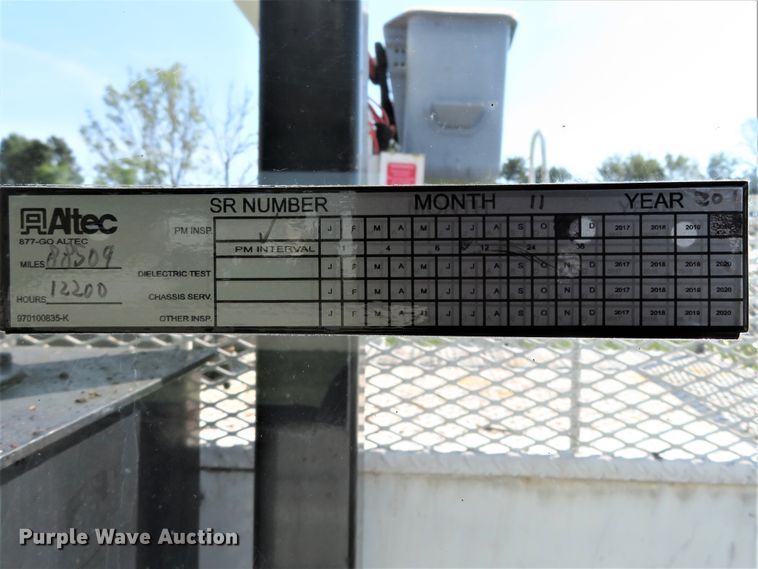 SR NUMBER MONTH 11 YEAR
Altec
877-GO ALTEC
PM INSP. J F M A M J J A S O D 2017 2018 2019
PM INTERVAL 1 4 6 12 24 36
MILES
DIELECTRIC TEST J F M A M J J A S O N D 2017 2018 2019 2020
HOURS 12200
CHASSIS SERV. J F M A M J J A S O N D 2017 2018 2019 2020
970100835-K
OTHER INSP. J F M A M J J A S O N D 2017 2018 2019 2020
Purple Wave Auction